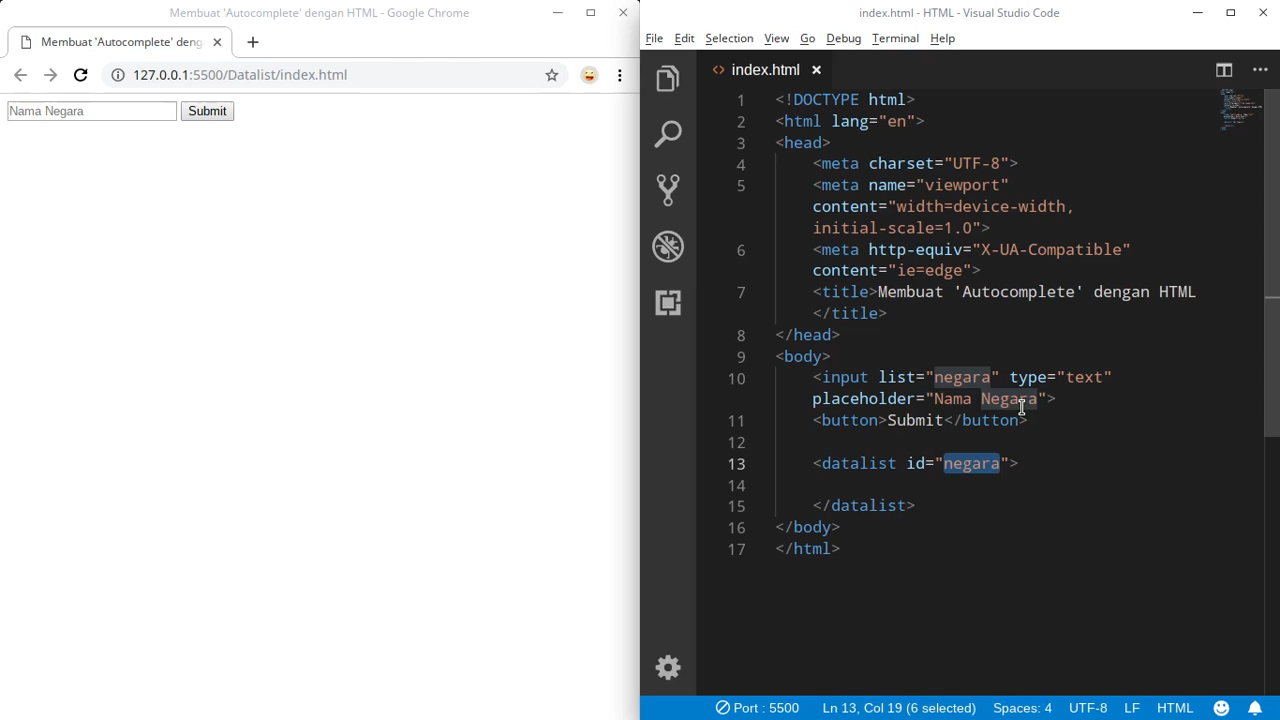 Membuat 'Autocomplete' dengan HTML - Google Chrome
Membuat 'Autocomplete' deng
127.0.0.1:5500/Datalist/index.html
Nama Negara
Submit
index.html - HTML - Visual Studio Code
File Edit Selection View Go Debug Terminal Help
index.html
1 <!DOCTYPE html>
2 <html lang="en">
3 <head>
4 <meta charset="UTF-8">
5 <meta name="viewport"
content="width=device-width,
initial-scale=1.0">
6 <meta http-equiv="X-UA-Compatible"
content="ie=edge">
7 <title>Membuat 'Autocomplete' dengan HTML
</title>
8 </head>
9 <body>
10 <input list="negara" type="text"
placeholder="Nama Negara">
11 <button>Submit</button>
12
13 <datalist id="negara">
14
15 </datalist>
16 </body>
17 </html>
Port : 5500 Ln 13, Col 19 (6 selected) Spaces: 4 UTF-8 LF HTML